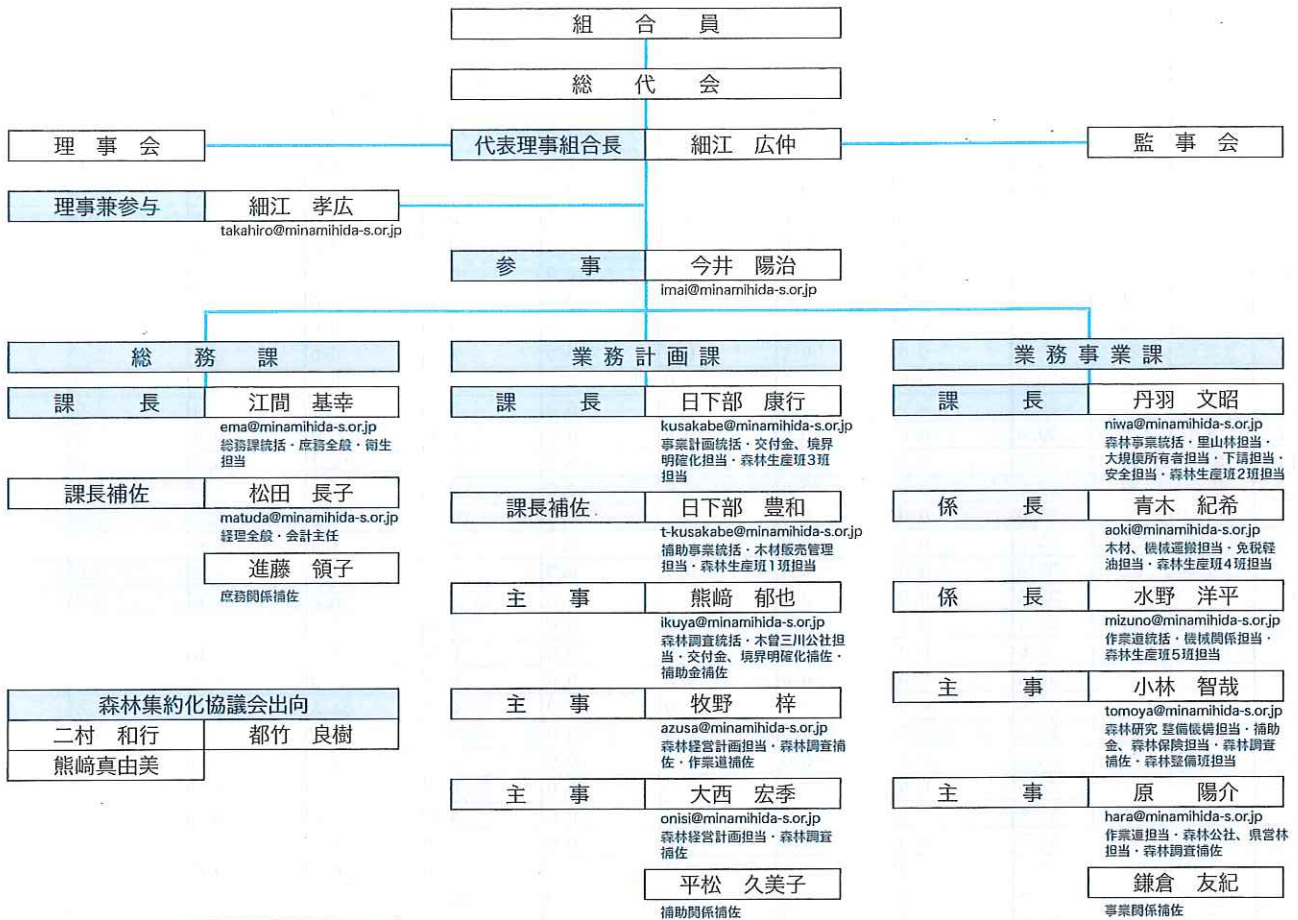 組合員
総代会
理事会
代表理事組合長 細江 広仲
監事会
理事兼参与 細江 孝広
takahiro@minamihida-s.or.jp
参事 今井 陽治
imai@minamihida-s.or.jp
総務課
課長 江間 基幸
ema@minamihida-s.or.jp
総務課統括・庶務全般・衛生
担当
課長補佐 松田 長子
matuda@minamihida-s.or.jp
経理全般・会計主任
進藤 領子
庶務関係補佐
森林集約化協議会出向
二村 和行 都竹 良樹
熊﨑真由美
業務計画課
課長 日下部 康行
kusakabe@minamihida-s.or.jp
事業計画統括・交付金、境界
明確化担当・森林生産班3班
担当
課長補佐 日下部 豊和
t-kusakabe@minamihida-s.or.jp
補助事業統括・木材販売管理
担当・森林生産班1班担当
主事 熊﨑 郁也
ikuya@minamihida-s.or.jp
森林調査統括・木曽三川公社担
当・交付金、境界明確化補佐・
補助金補佐
主事 牧野 梓
azusa@minamihida-s.or.jp
森林経営計画担当・森林調査補
佐・作業道補佐
主事 大西 宏季
onisi@minamihida-s.or.jp
森林経営計画担当・森林調査
補佐
平松 久美子
補助関係補佐
業務事業課
課長 丹羽 文昭
niwa@minamihida-s.or.jp
森林事業統括・里山林担当・
大規模所有者担当・下請担当・
安全担当・森林生産班2班担当
係長 青木 紀希
aoki@minamihida-s.or.jp
木材、機械運搬担当・免税軽
油担当・森林生産班4班担当
係長 水野 洋平
mizuno@minamihida-s.or.jp
作業道統括・機械関係担当・
森林生産班5班担当
主事 小林 智哉
tomoya@minamihida-s.or.jp
森林研究 整備機構担当・補助
金、森林保険担当・森林調査
補佐・森林整備班担当
主事 原 陽介
hara@minamihida-s.or.jp
作業道担当・森林公社、県営林
担当・森林調査補佐
鎌倉 友紀
事業関係補佐